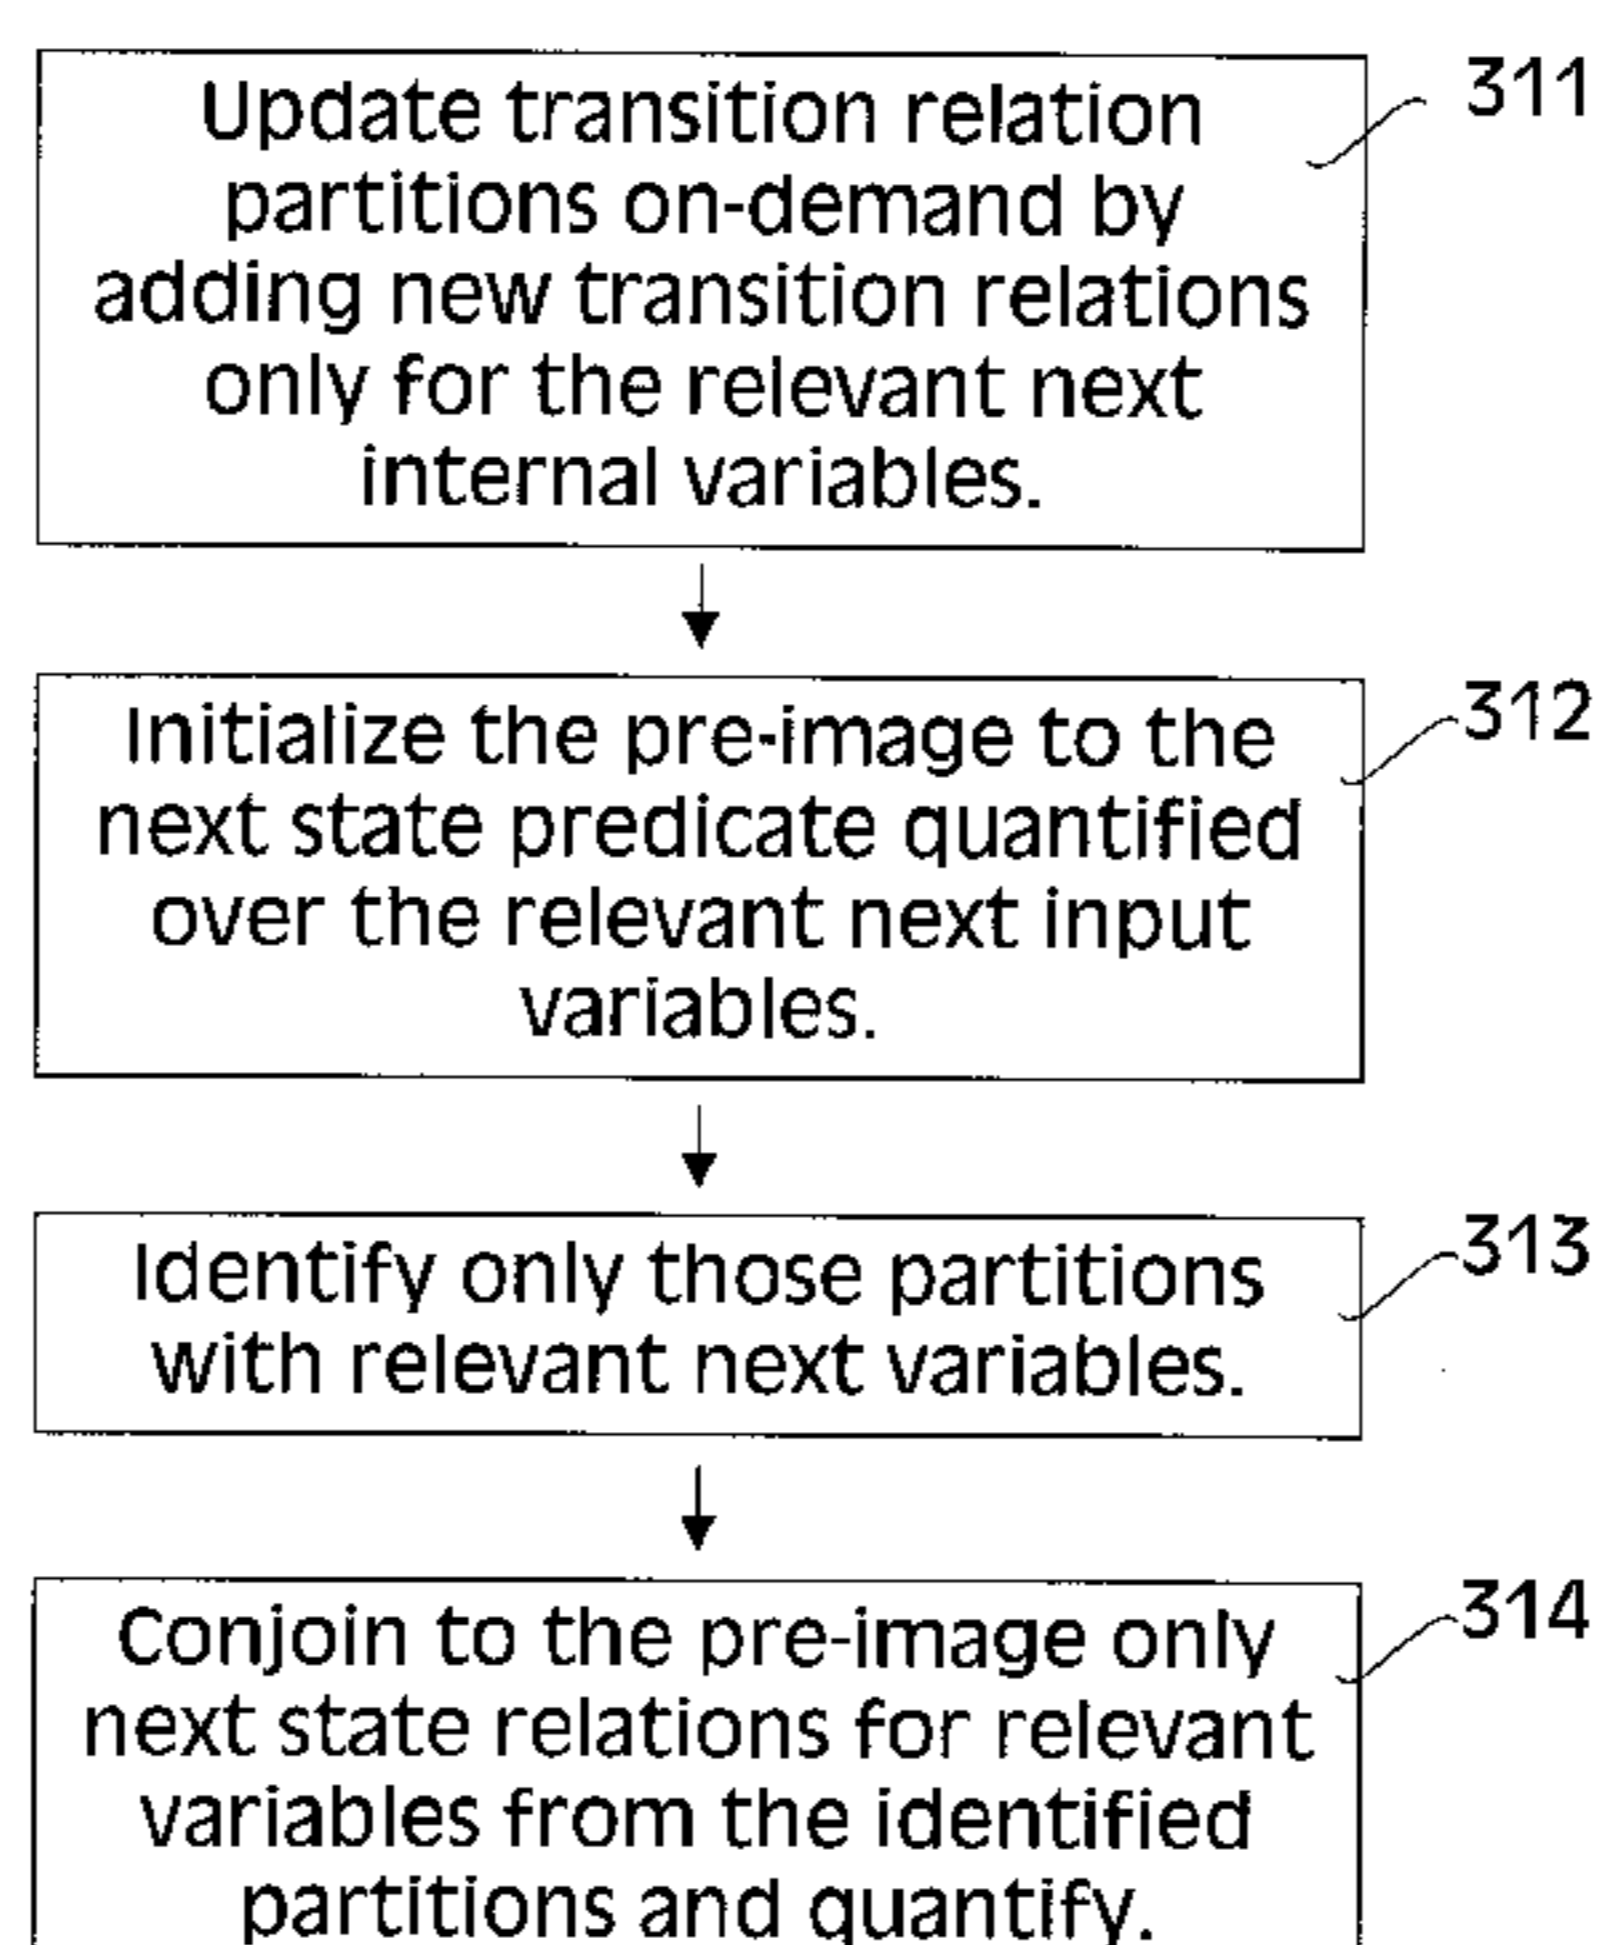 Update transition relation
partitions on-demand by
adding new transition relations
only for the relevant next
internal variables.
311
Initialize the pre-image to the
next state predicate quantified
over the relevant next input
variables.
312
Identify only those partitions
with relevant next variables.
313
Conjoin to the pre-image only
next state relations for relevant
variables from the identified
partitions and quantify.
314